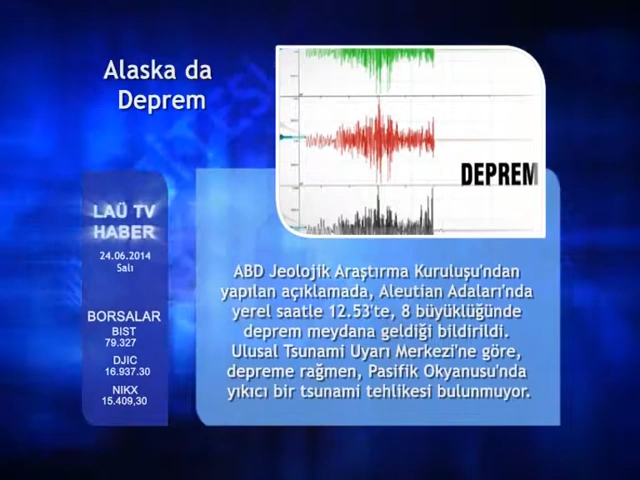 Alaska da
Deprem
DEPREM
LAÜ TV
HABER
24.06.2014
Salı
BORSALAR
BIST
79.327
DJIC
16.937.30
NIKX
15.409,30
ABD Jeolojik Araştırma Kuruluşu'ndan
yapılan açıklamada, Aleutian Adaları'nda
yerel saatle 12.53'te, 8 büyüklüğünde
deprem meydana geldiği bildirildi.
Ulusal Tsunami Uyarı Merkezi'ne göre,
depreme rağmen, Pasifik Okyanusu'nda
yıkıcı bir tsunami tehlikesi bulunmuyor.